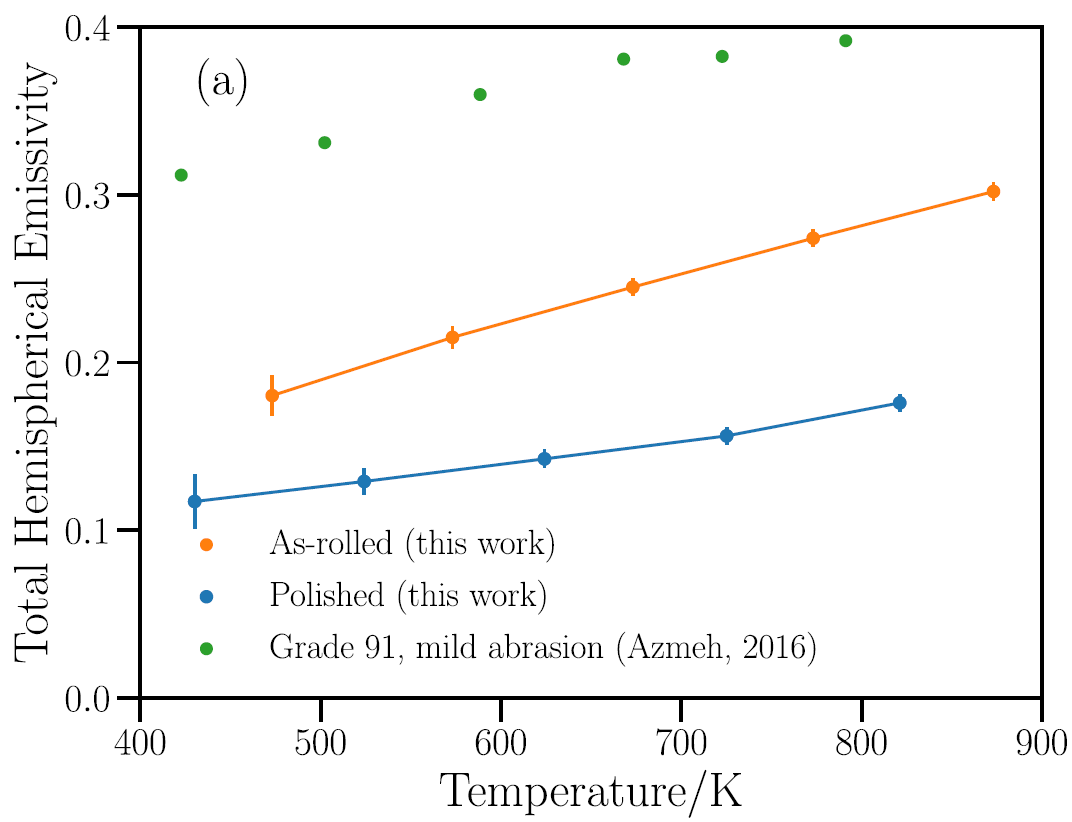 (a)
Total Hemispherical Emissivity
0.4
0.3
0.2
0.1
0.0
As-rolled (this work)
Polished (this work)
Grade 91, mild abrasion (Azmeh, 2016)
400 500 600 700 800 900
Temperature/K